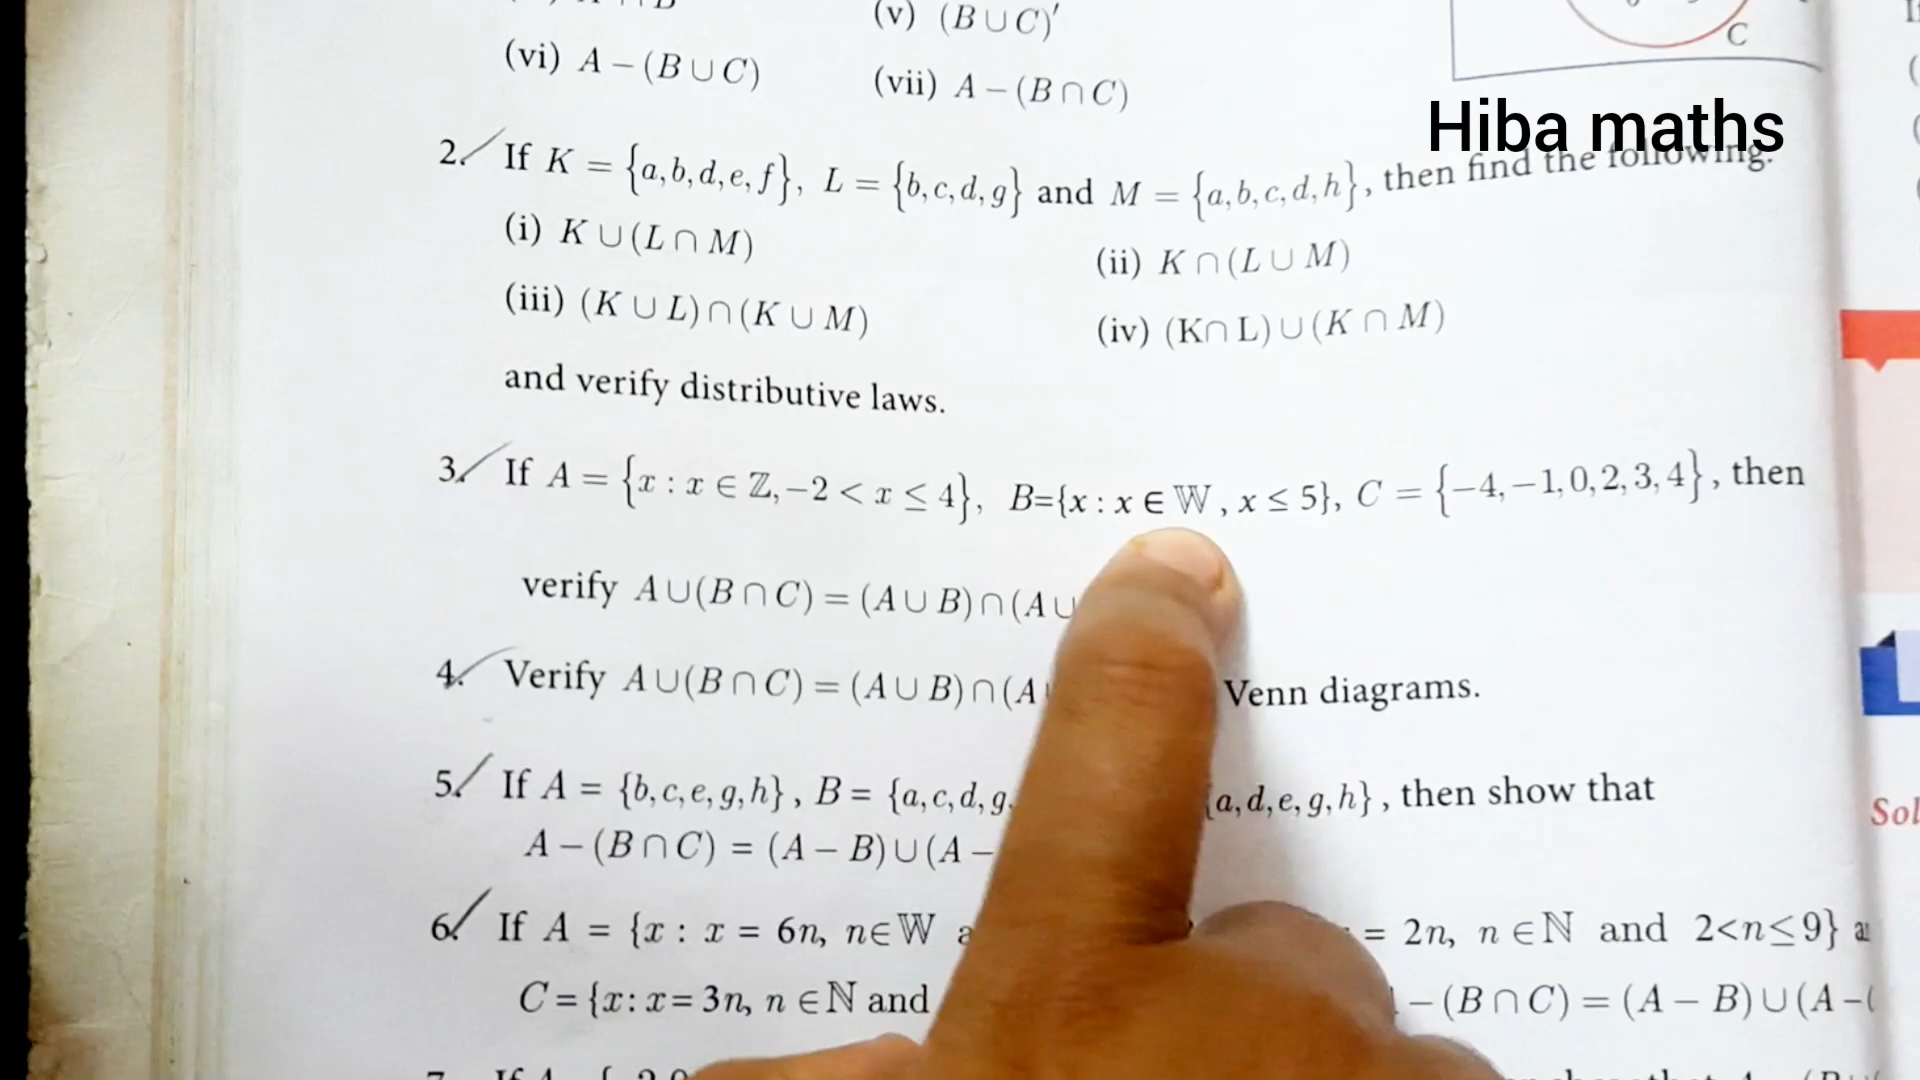 (v) (B ∪ C)′
C
(vi) A − (B ∪ C) (vii) A − (B ∩ C)
Hiba maths
2. If K = {a, b, d, e, f}, L = {b, c, d, g} and M = {a, b, c, d, h}, then find the following:
(i) K ∪ (L ∩ M) (ii) K ∩ (L ∪ M)
(iii) (K ∪ L) ∩ (K ∪ M) (iv) (K∩ L) ∪ (K ∩ M)
and verify distributive laws.
3. If A = {x : x ∈ ℤ, −2 < x ≤ 4}, B={x : x ∈ 𝕎, x ≤ 5}, C = {−4, −1, 0, 2, 3, 4}, then
verify A ∪ (B ∩ C) = (A ∪ B) ∩ (A ∪
4. Verify A ∪ (B ∩ C) = (A ∪ B) ∩ (A Venn diagrams.
5. If A = {b, c, e, g, h}, B = {a, c, d, g, {a, d, e, g, h}, then show that
A − (B ∩ C) = (A − B) ∪ (A −
6. If A = {x : x = 6n, n∈𝕎 = 2n, n ∈ℕ and 2<n≤9}
C = {x : x = 3n, n ∈ℕ and − (B ∩ C) = (A − B) ∪ (A −
Sol